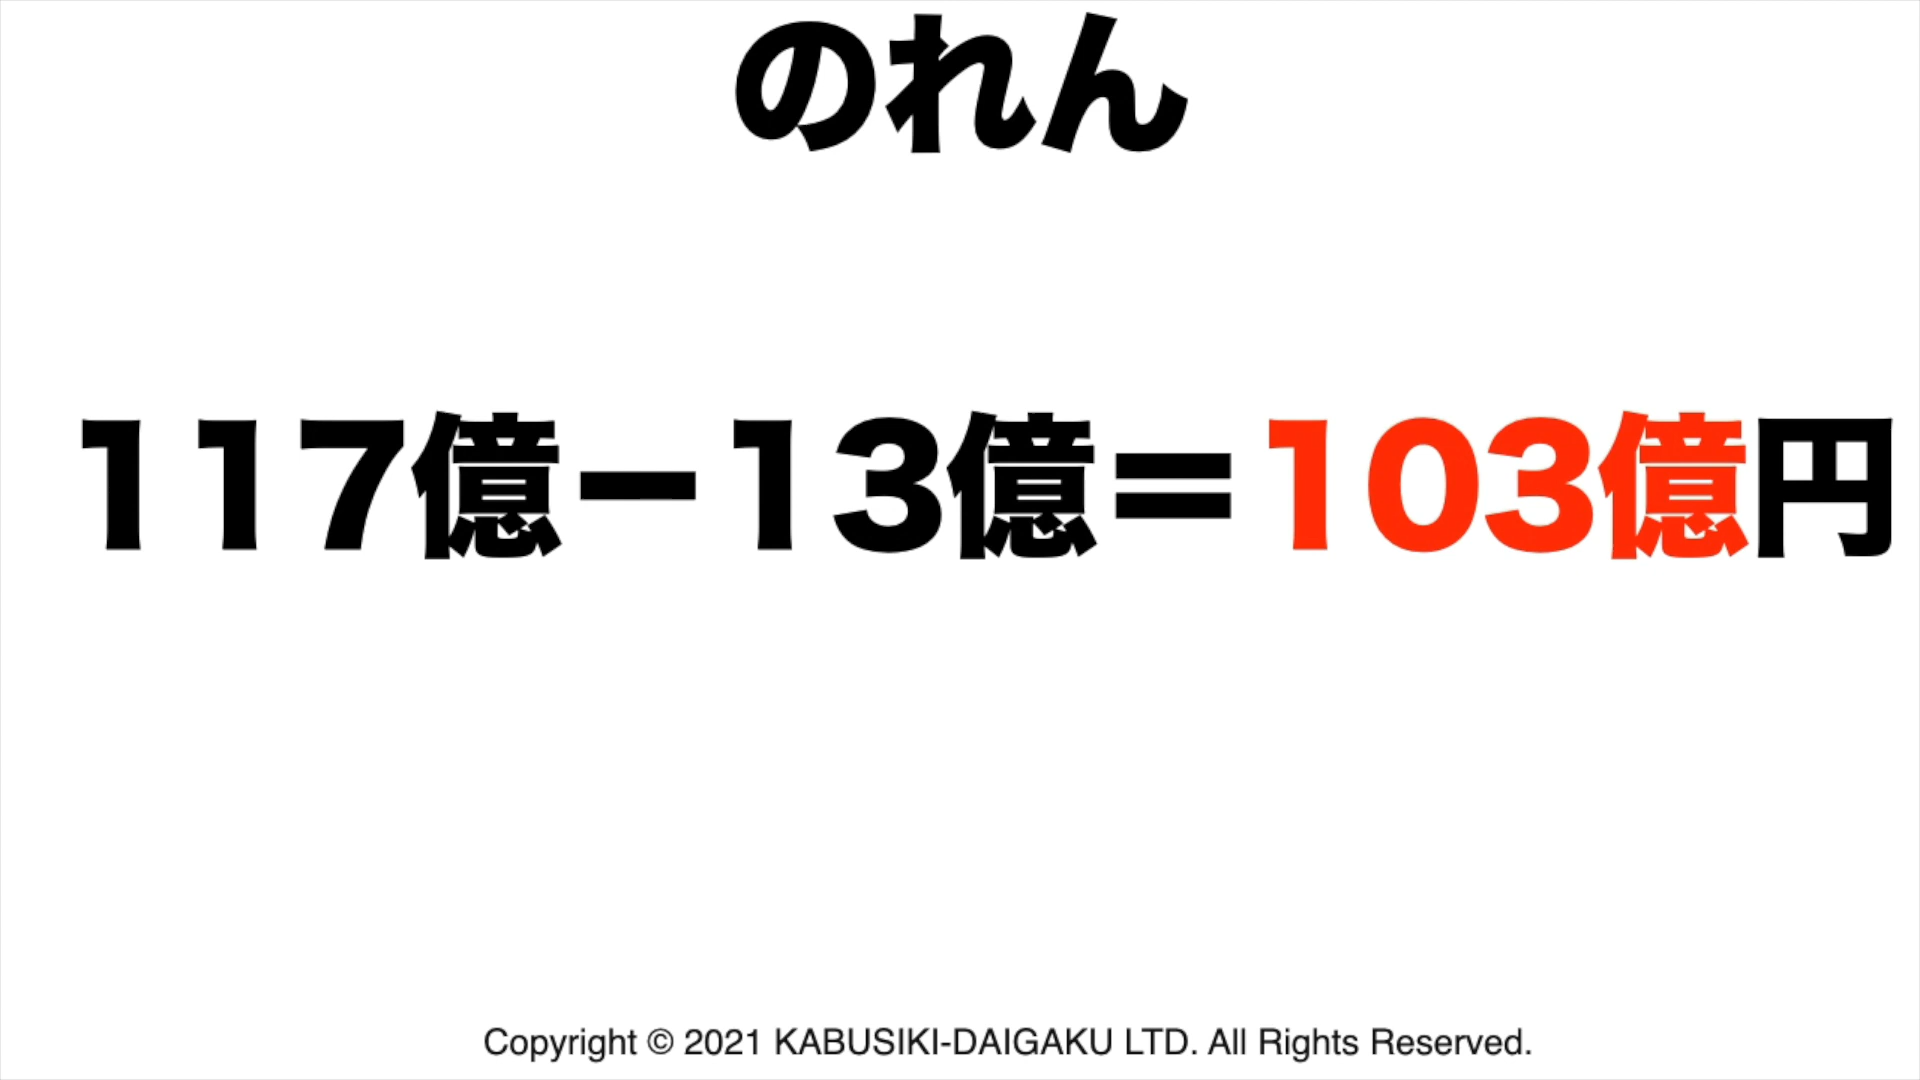 のれん
117億−13億=103億円
Copyright © 2021 KABUSIKI-DAIGAKU LTD. All Rights Reserved.